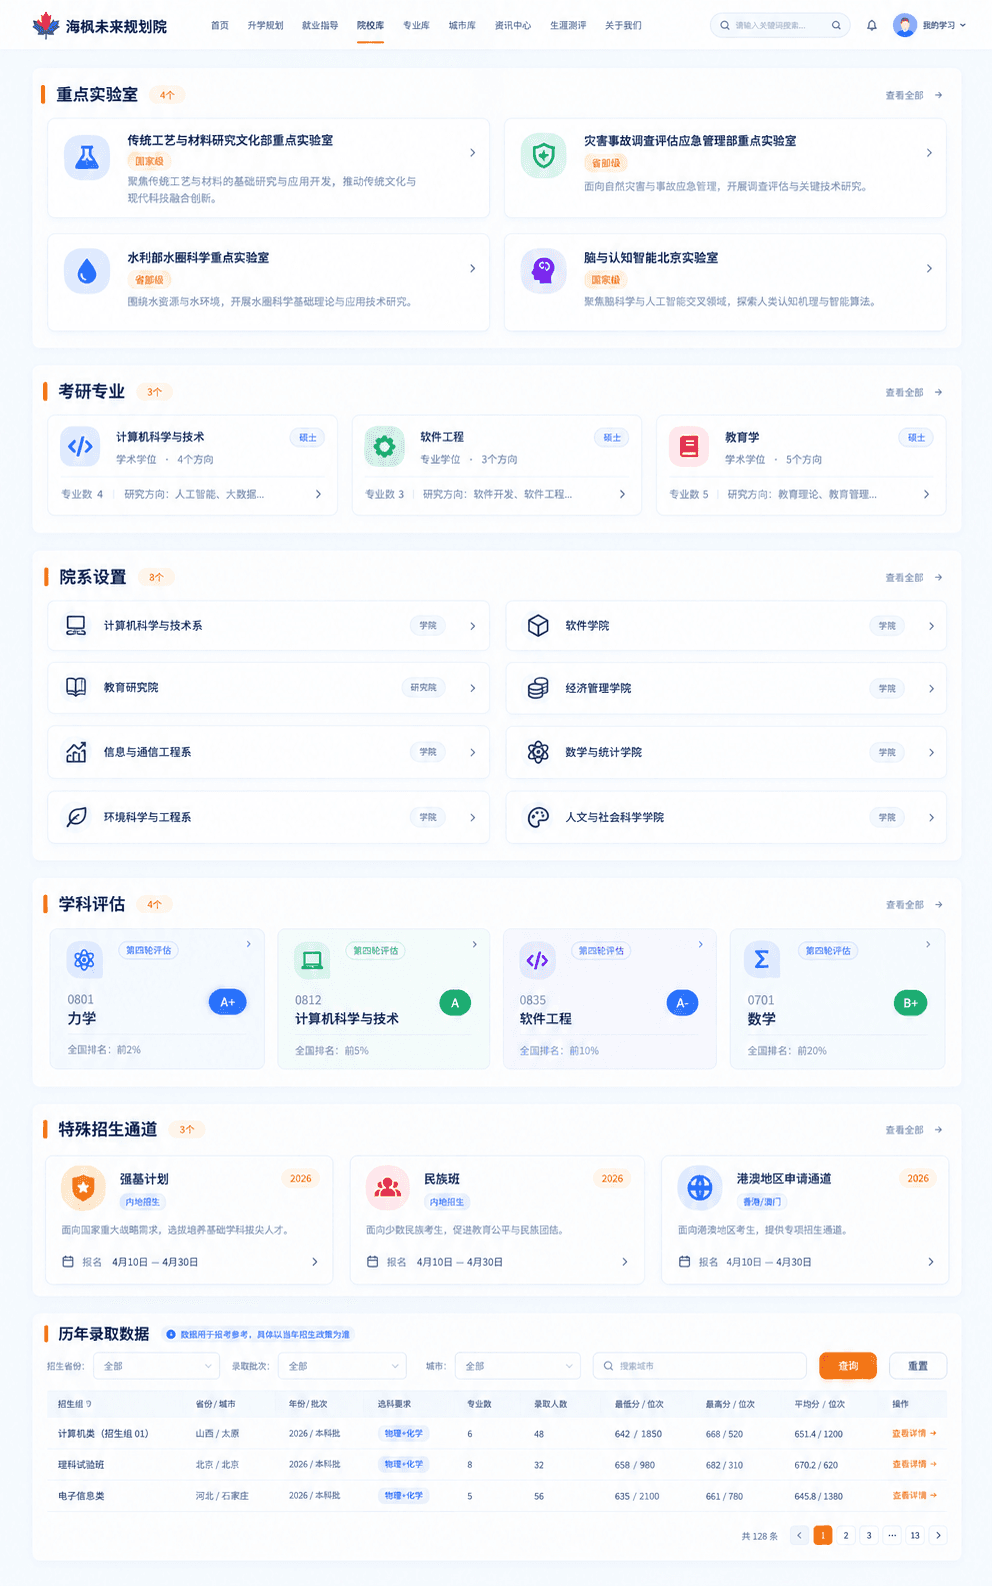 海枫未来规划院
首页 升学规划 就业指导 院校库 专业库 城市库 资讯中心 生涯测评 关于我们
请输入关键词搜索...
我的学习
重点实验室 4个 查看全部 →
传统工艺与材料研究文化部重点实验室
国家级
聚焦传统工艺与材料的基础研究与应用开发，推动传统文化与
现代科技融合创新。
灾害事故调查评估应急管理部重点实验室
省部级
面向自然灾害与事故应急管理，开展调查评估与关键技术研究。
水利部水圈科学重点实验室
省部级
围绕水资源与水环境，开展水圈科学基础理论与应用技术研究。
脑与认知智能北京实验室
国家级
聚焦脑科学与人工智能交叉领域，探索人类认知机理与智能算法。
考研专业 3个 查看全部 →
计算机科学与技术 硕士
学术学位 · 4个方向
专业数 4 研究方向：人工智能、大数据...
软件工程 硕士
专业学位 · 3个方向
专业数 3 研究方向：软件开发、软件工程...
教育学 硕士
学术学位 · 5个方向
专业数 5 研究方向：教育理论、教育管理...
院系设置 8个 查看全部 →
计算机科学与技术系 学院
软件学院 学院
教育研究院 研究院
经济管理学院 学院
信息与通信工程系 学院
数学与统计学院 学院
环境科学与工程系 学院
人文与社会科学学院 学院
学科评估 4个 查看全部 →
第四轮评估
0801
力学 A+
全国排名：前2%
第四轮评估
0812
计算机科学与技术 A
全国排名：前5%
第四轮评估
0835
软件工程 A-
全国排名：前10%
第四轮评估
0701
数学 B+
全国排名：前20%
特殊招生通道 3个 查看全部 →
强基计划 2026
内地招生
面向国家重大战略需求，选拔培养基础学科拔尖人才。
报名 4月10日 — 4月30日
民族班 2026
内地招生
面向少数民族考生，促进教育公平与民族团结。
报名 4月10日 — 4月30日
港澳地区申请通道 2026
香港/澳门
面向港澳地区考生，提供专项招生通道。
报名 4月10日 — 4月30日
历年录取数据 数据用于报考参考，具体以当年招生政策为准
招生省份： 全部 录取批次： 全部 城市： 全部 搜索城市 查询 重置
招生组 省份 / 城市 年份 / 批次 选科要求 专业数 录取人数 最低分 / 位次 最高分 / 位次 平均分 / 位次 操作
计算机类（招生组 01） 山西 / 太原 2026 / 本科批 物理+化学 6 48 642 / 1850 668 / 520 651.4 / 1200 查看详情 →
理科试验班 北京 / 北京 2026 / 本科批 物理+化学 8 32 658 / 980 682 / 310 670.2 / 620 查看详情 →
电子信息类 河北 / 石家庄 2026 / 本科批 物理+化学 5 56 635 / 2100 661 / 780 645.8 / 1380 查看详情 →
共 128 条 1 2 3 ··· 13